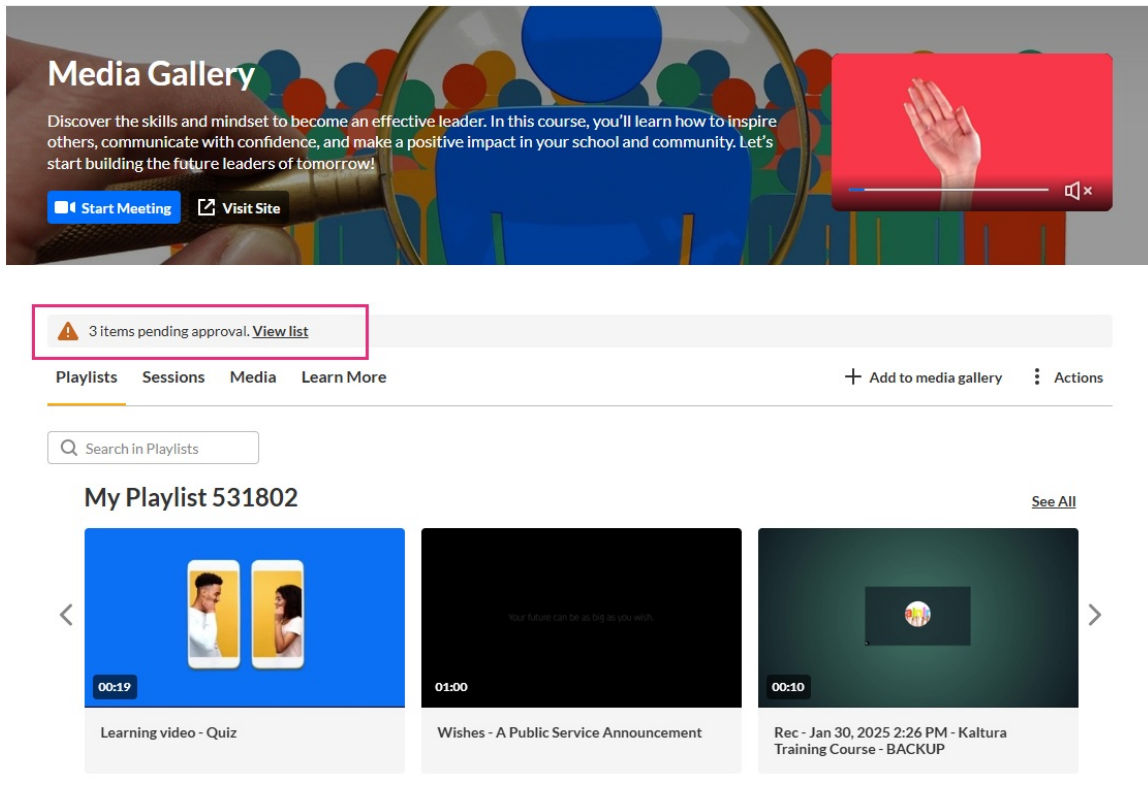 Media Gallery
Discover the skills and mindset to become an effective leader. In this course, you'll learn how to inspire
others, communicate with confidence, and make a positive impact in your school and community. Let's
start building the future leaders of tomorrow!
Start Meeting Visit Site
3 items pending approval. View list
Playlists Sessions Media Learn More Add to media gallery Actions
Search in Playlists
My Playlist 531802 See All
Your future can be as big as you wish.
00:19 01:00 00:10
Learning video - Quiz
Wishes - A Public Service Announcement
Rec - Jan 30, 2025 2:26 PM - Kaltura
Training Course - BACKUP